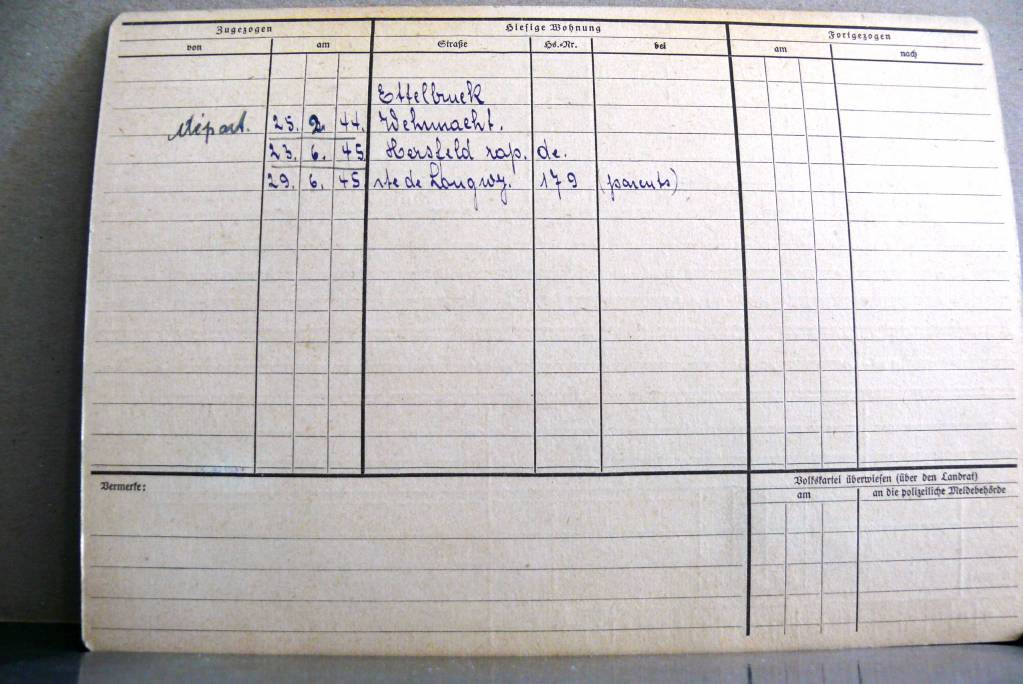 Zugezogen
Hiesige Wohnung
Fortgezogen
von am
Straße Hs.-Nr. bei
am nach
Ettelbruck
départ. 25. 2. 44. Wehrmacht.
23. 6. 45. Hersfeld rap. de.
29. 6. 45 rte de Longwy. 179 (parents)
Vermerke:
Volkskartei überwiesen (über den Landrat)
am an die polizeiliche Meldebehörde